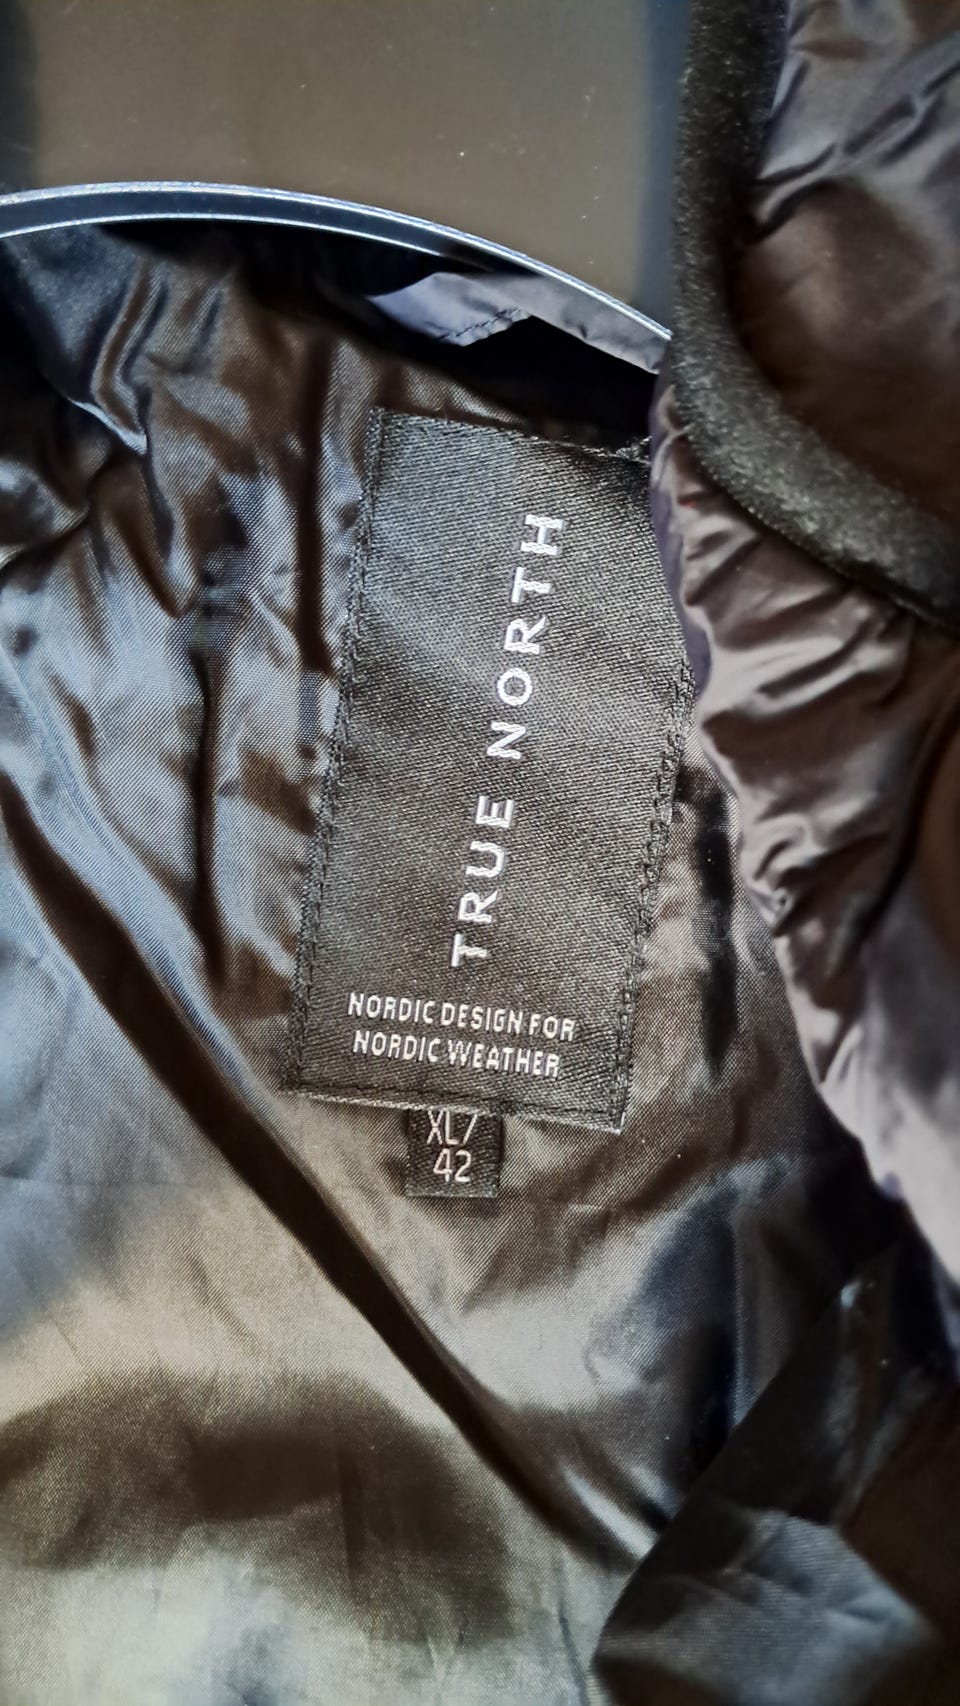 TRUE NORTH
NORDIC DESIGN FOR
NORDIC WEATHER
XL/
42